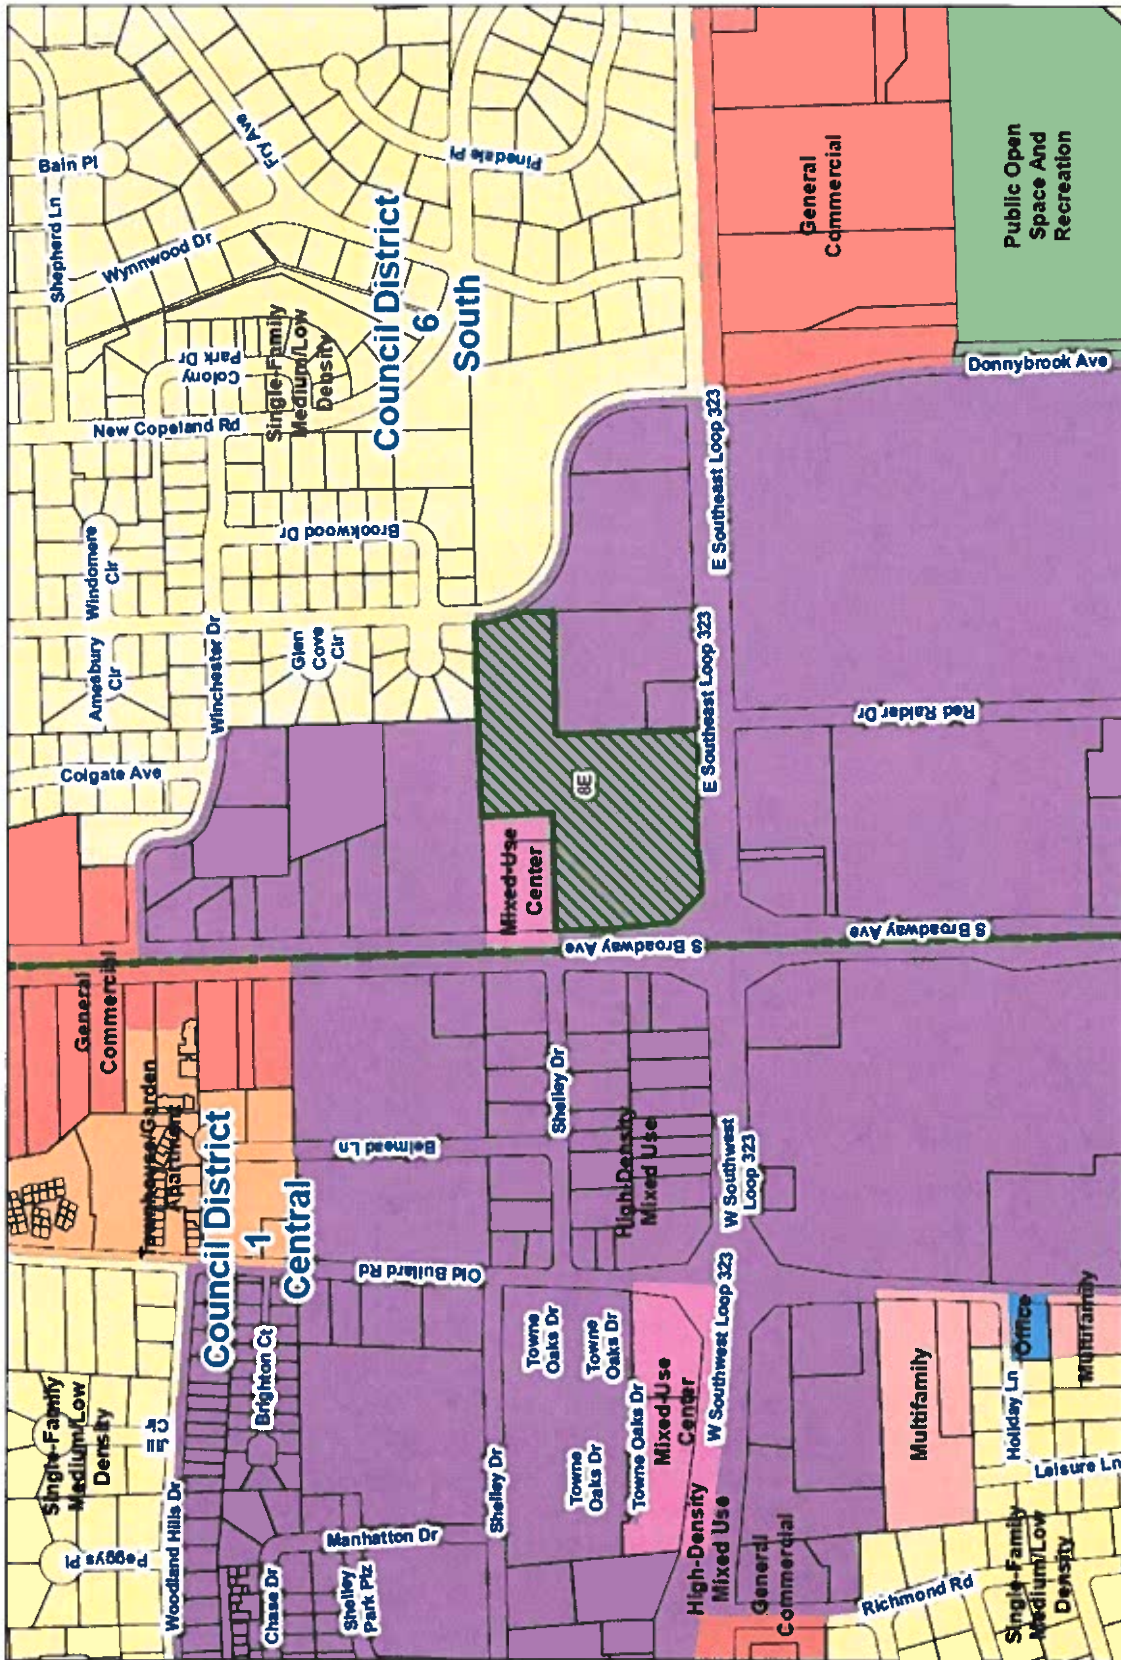 Bain Pl
Shepherd Ln
Fry Ave
Wynnwood Dr
Pinedale Pl
Council District
6
South
Single-Family
Medium/Low
Density
Colony
Park Dr
New Copeland Rd
Brookwood Dr
Windomere
Cir
Amesbury
Cir
Winchester Dr
Glen
Cove
Cir
Colgate Ave
General
Commercial
Public Open
Space And
Recreation
Donnybrook Ave
E Southeast Loop 323
E Southeast Loop 323
Red Raider Dr
8E
Mixed-Use
Center
S Broadway Ave
S Broadway Ave
General
Commercial
Townhouse/Garden
Apartment
Council District
1
Central
Belmead Ln
Shelley Dr
High-Density
Mixed Use
W Southwest
Loop 323
Old Bullard Rd
W Southwest Loop 323
Towne
Oaks Dr
Towne
Oaks Dr
Towne
Oaks Dr
Towne Oaks Dr
Mixed-Use
Center
Brighton Ct
Single-Family
Medium/Low
Density
Cir
Woodland Hills Dr
Peggys Pl
Manhatton Dr
Chase Dr
Shelley
Park Plz
Shelley Dr
High-Density
Mixed Use
General
Commercial
Multifamily
Office
Multifamily
Holiday Ln
Leisure Ln
Richmond Rd
Single-Family
Medium/Low
Density